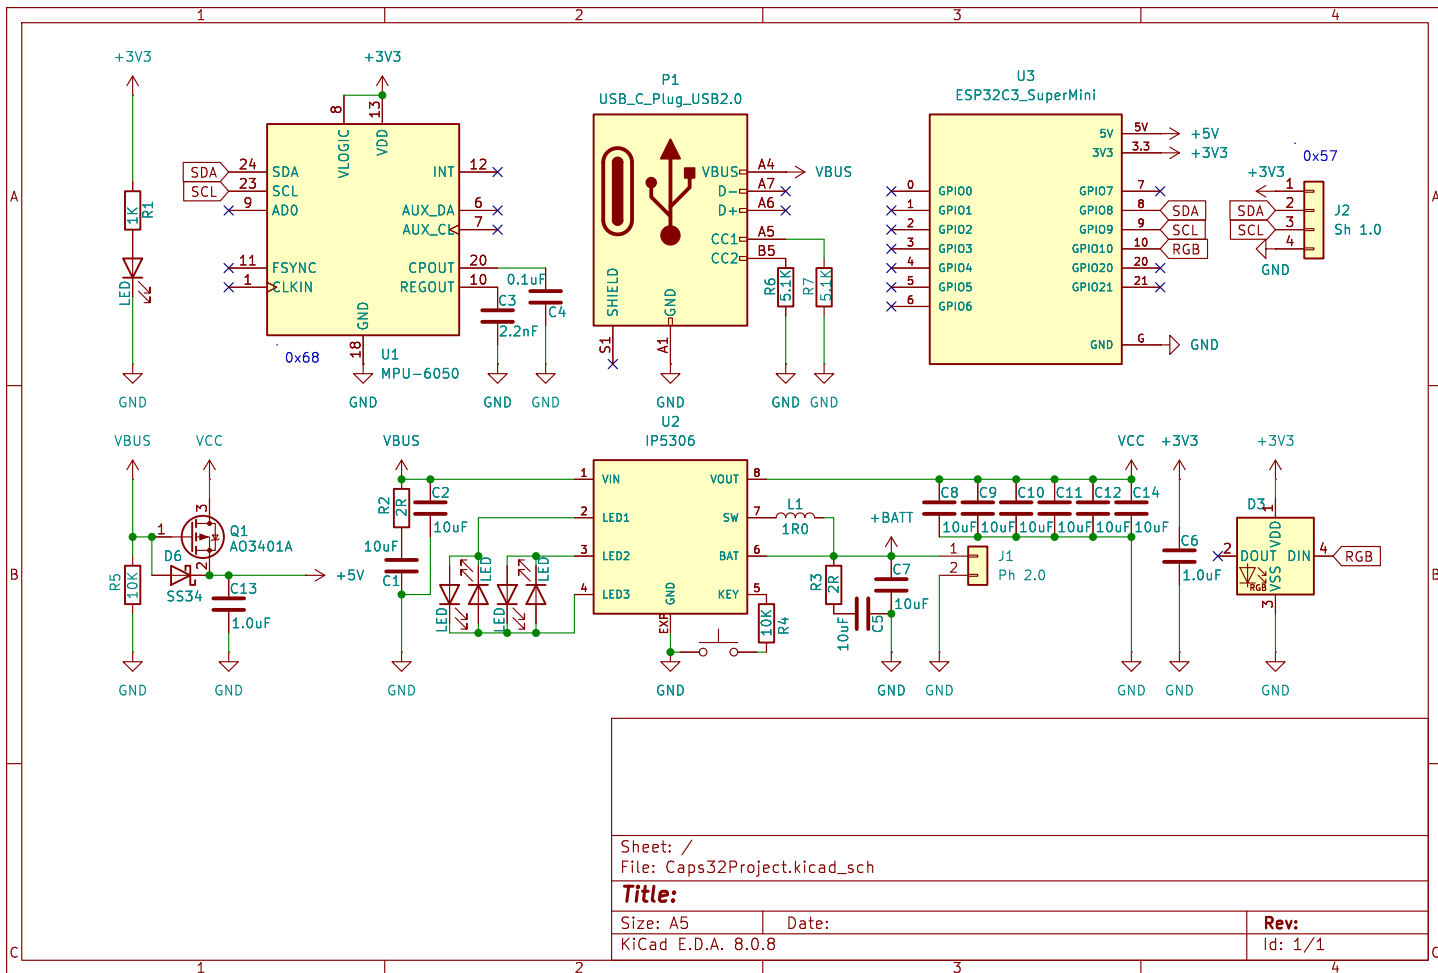 1 2 3 4
A
B
C
A
B
C
1 2 3 4
+3V3
1K
R1
LED
GND
+3V3
8
13
VLOGIC
VDD
SDA 24 SDA
SCL 23 SCL
9 AD0
11 FSYNC
1 CLKIN
INT 12
AUX_DA 6
AUX_CL 7
CPOUT 20
REGOUT 10
GND
18
0x68
U1
MPU-6050
GND
0.1uF
C4
C3
2.2nF
GND
GND
P1
USB_C_Plug_USB2.0
VBUS A4 VBUS
D- A7
D+ A6
CC1 A5
CC2 B5
SHIELD
GND
S1
A1
GND
R6
5.1K
R7
5.1K
GND
GND
U3
ESP32C3_SuperMini
5V 5V +5V
3V3 3.3 +3V3
0 GPIO0
1 GPIO1
2 GPIO2
3 GPIO3
4 GPIO4
5 GPIO5
6 GPIO6
GPIO7 7
GPIO8 8 SDA
GPIO9 9 SCL
GPIO10 10 RGB
GPIO20 20
GPIO21 21
GND G GND
0x57
+3V3 1
SDA 2
SCL 3
4
GND
J2
Sh 1.0
VBUS
VCC
3
1
2
Q1
AO3401A
D6
SS34
R5
10K
+5V
C13
1.0uF
GND
GND
VBUS
R2
2R
C2
10uF
10uF
C1
GND
LED
LED
LED
LED
U2
IP5306
1 VIN
2 LED1
3 LED2
4 LED3
VOUT 8
SW 7
BAT 6
KEY 5
GND
EXP
GND
L1
1R0
R4
10K
R3
2R
+BATT
C7
10uF
10uF
C5
GND
J1
Ph 2.0
1
2
GND
C8 C9 C10 C11 C12 C14
10uF 10uF 10uF 10uF 10uF 10uF
VCC
GND
+3V3
C6
1.0uF
GND
+3V3
D3
1
VDD
2 DOUT
DIN 4 RGB
RGB
VSS
3
GND
Sheet: /
File: Caps32Project.kicad_sch
Title:
Size: A5 Date: Rev:
KiCad E.D.A. 8.0.8 Id: 1/1